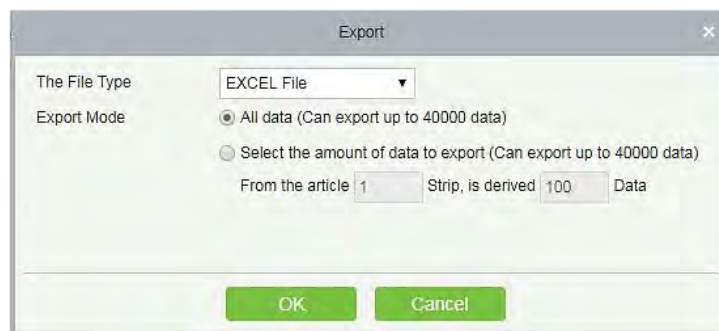 Export ×
The File Type EXCEL File
Export Mode All data (Can export up to 40000 data)
Select the amount of data to export (Can export up to 40000 data)
From the article 1 Strip, is derived 100 Data
OK Cancel